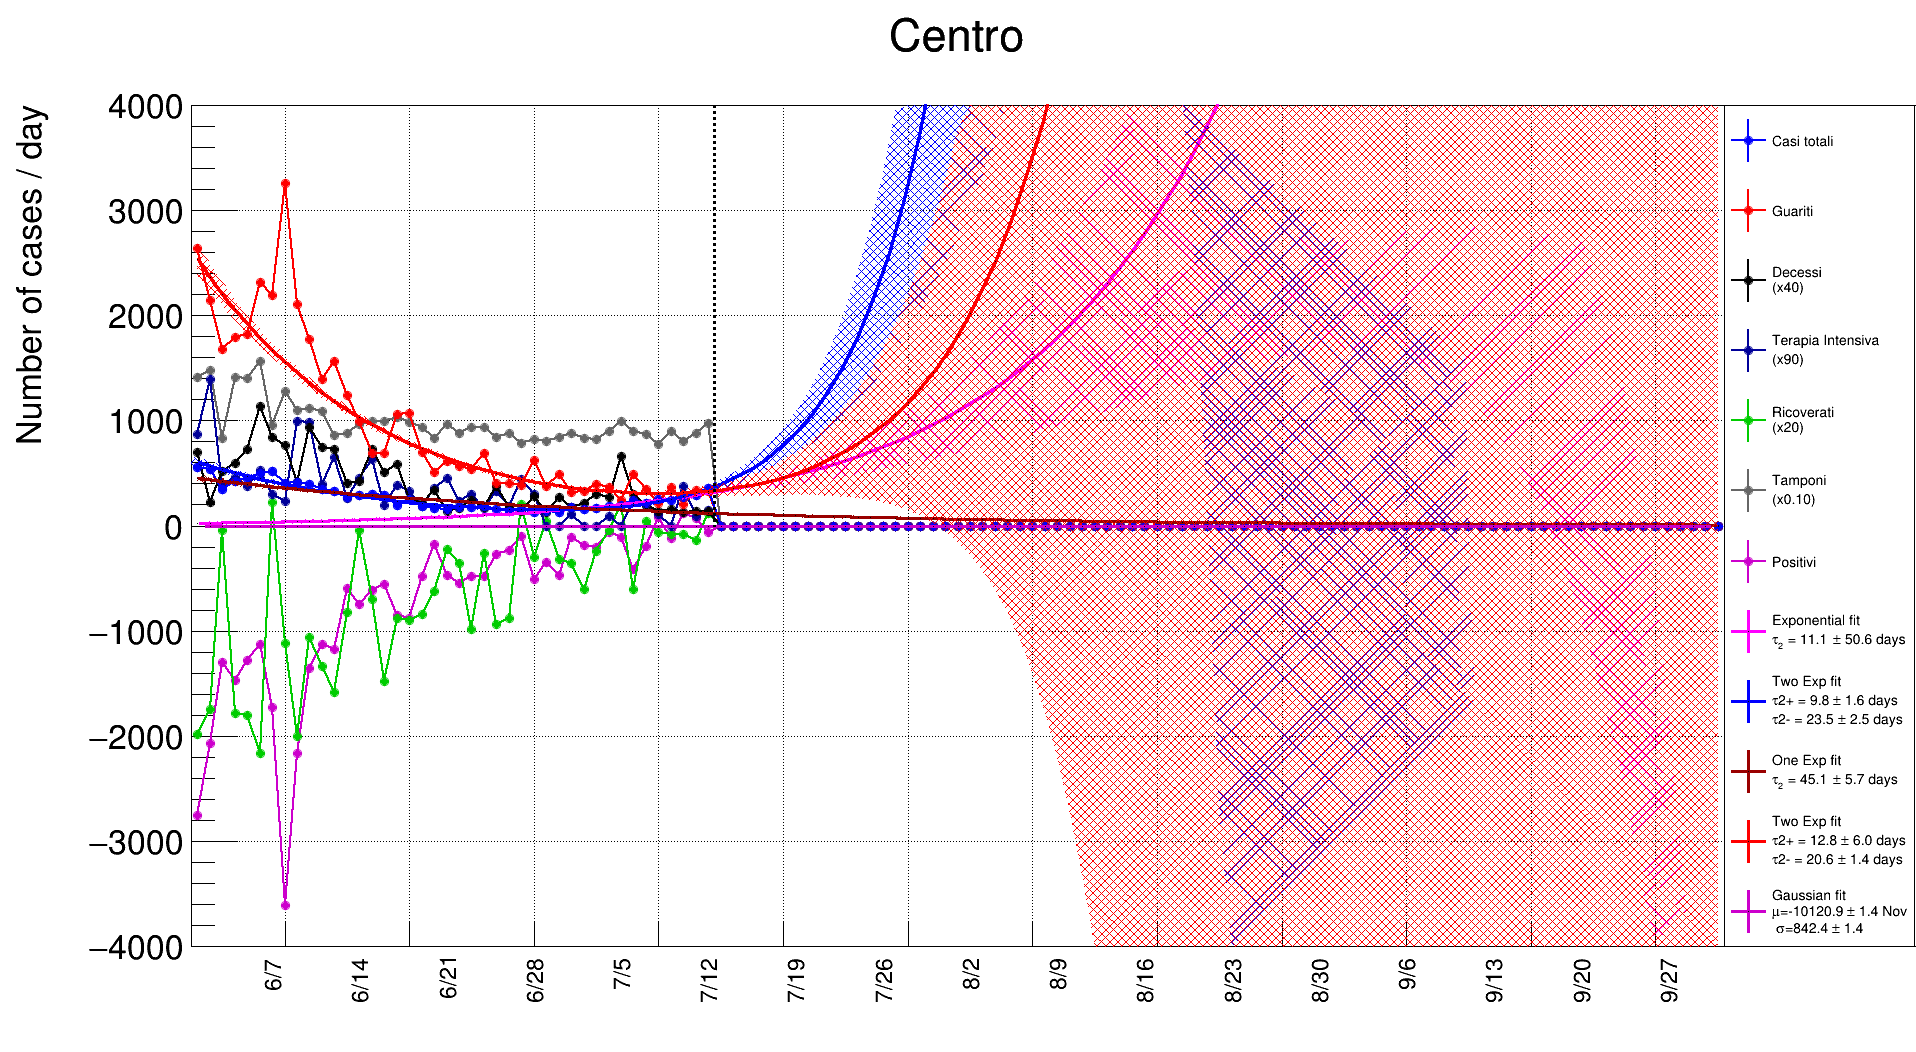 Centro
Number of cases / day
4000
3000
2000
1000
0
−1000
−2000
−3000
−4000
6/7
6/14
6/21
6/28
7/5
7/12
7/19
7/26
8/2
8/9
8/16
8/23
8/30
9/6
9/13
9/20
9/27
Casi totali
Guariti
Decessi
(x40)
Terapia Intensiva
(x90)
Ricoverati
(x20)
Tamponi
(x0.10)
Positivi
Exponential fit
τ2 = 11.1 ± 50.6 days
Two Exp fit
τ2+ = 9.8 ± 1.6 days
τ2- = 23.5 ± 2.5 days
One Exp fit
τ2 = 45.1 ± 5.7 days
Two Exp fit
τ2+ = 12.8 ± 6.0 days
τ2- = 20.6 ± 1.4 days
Gaussian fit
μ=-10120.9 ± 1.4 Nov
σ=842.4 ± 1.4